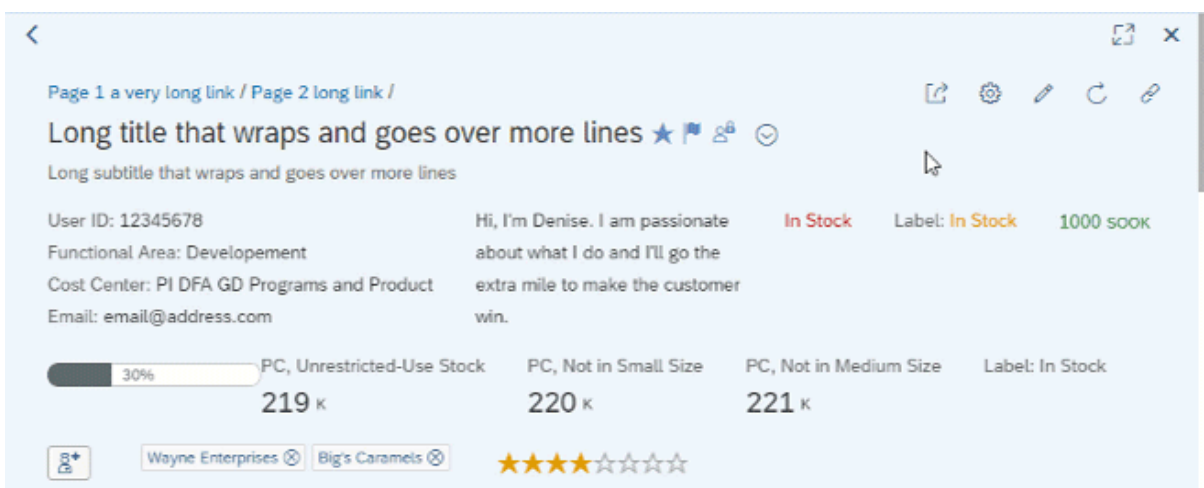 Page 1 a very long link / Page 2 long link /
Long title that wraps and goes over more lines
Long subtitle that wraps and goes over more lines
User ID: 12345678
Functional Area: Developement
Cost Center: PI DFA GD Programs and Product
Email: email@address.com
Hi, I'm Denise. I am passionate
about what I do and I'll go the
extra mile to make the customer
win.
In Stock
Label: In Stock
1000 SOOK
30%
PC, Unrestricted-Use Stock
219 K
PC, Not in Small Size
220 K
PC, Not in Medium Size
221 K
Label: In Stock
Wayne Enterprises
Big's Caramels